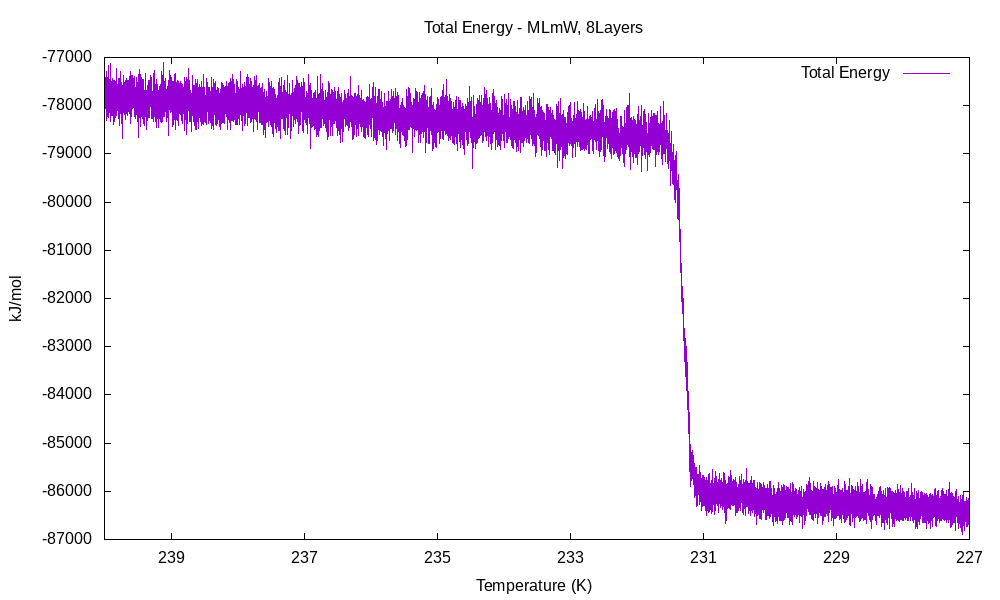 Total Energy - MLmW, 8Layers
Total Energy
-77000
-78000
-79000
-80000
-81000
-82000
-83000
-84000
-85000
-86000
-87000
kJ/mol
239 237 235 233 231 229 227
Temperature (K)